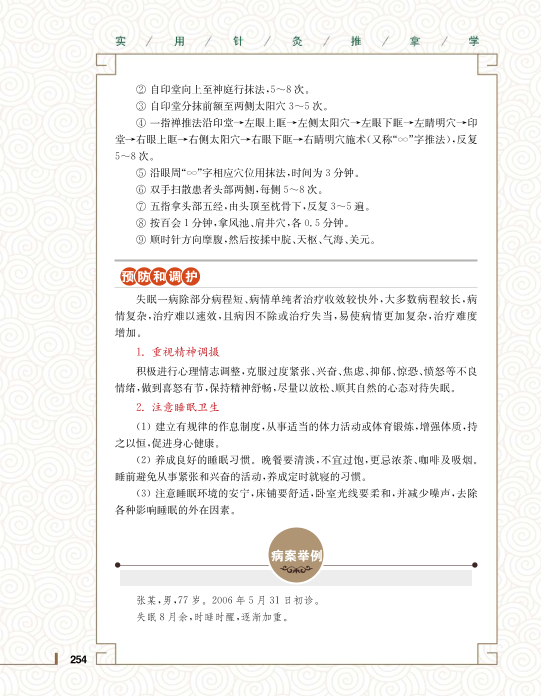 实 / 用 / 针 / 灸 / 推 / 拿 / 学
② 自印堂向上至神庭行抹法,5～8 次。
③ 自印堂分抹前额至两侧太阳穴 3～5 次。
④ 一指禅推法沿印堂→左眼上眶→左侧太阳穴→左眼下眶→左睛明穴→印
堂→右眼上眶→右侧太阳穴→右眼下眶→右睛明穴施术(又称“∞”字推法),反复
5～8 次。
⑤ 沿眼周“∞”字相应穴位用抹法,时间为 3 分钟。
⑥ 双手扫散患者头部两侧,每侧 5～8 次。
⑦ 五指拿头部五经,由头顶至枕骨下,反复 3～5 遍。
⑧ 按百会 1 分钟,拿风池、肩井穴,各 0.5 分钟。
⑨ 顺时针方向摩腹,然后按揉中脘、天枢、气海、关元。
预防和调护
失眠一病除部分病程短、病情单纯者治疗收效较快外,大多数病程较长,病
情复杂,治疗难以速效,且病因不除或治疗失当,易使病情更加复杂,治疗难度
增加。
1. 重视精神调摄
积极进行心理情志调整,克服过度紧张、兴奋、焦虑、抑郁、惊恐、愤怒等不良
情绪,做到喜怒有节,保持精神舒畅,尽量以放松、顺其自然的心态对待失眠。
2. 注意睡眠卫生
(1) 建立有规律的作息制度,从事适当的体力活动或体育锻炼,增强体质,持
之以恒,促进身心健康。
(2) 养成良好的睡眠习惯。晚餐要清淡,不宜过饱,更忌浓茶、咖啡及吸烟。
睡前避免从事紧张和兴奋的活动,养成定时就寝的习惯。
(3) 注意睡眠环境的安宁,床铺要舒适,卧室光线要柔和,并减少噪声,去除
各种影响睡眠的外在因素。
病案举例
张某,男,77 岁。2006 年 5 月 31 日初诊。
失眠 8 月余,时睡时醒,逐渐加重。
254